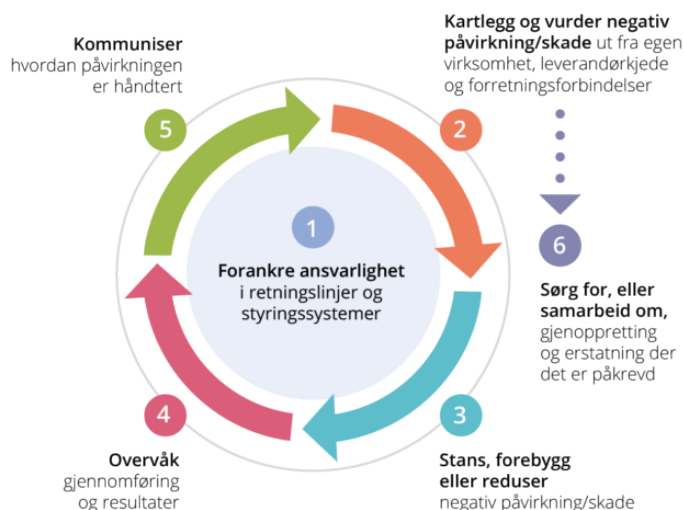 1
Forankre ansvarlighet
i retningslinjer og
styringssystemer
2
Kartlegg og vurder negativ
påvirkning/skade ut fra egen
virksomhet, leverandørkjede
og forretningsforbindelser
3
Stans, forebygg
eller reduser
negativ påvirkning/skade
4
Overvåk
gjennomføring
og resultater
5
Kommuniser
hvordan påvirkningen
er håndtert
6
Sørg for, eller
samarbeid om,
gjenoppretting
og erstatning der
det er påkrevd